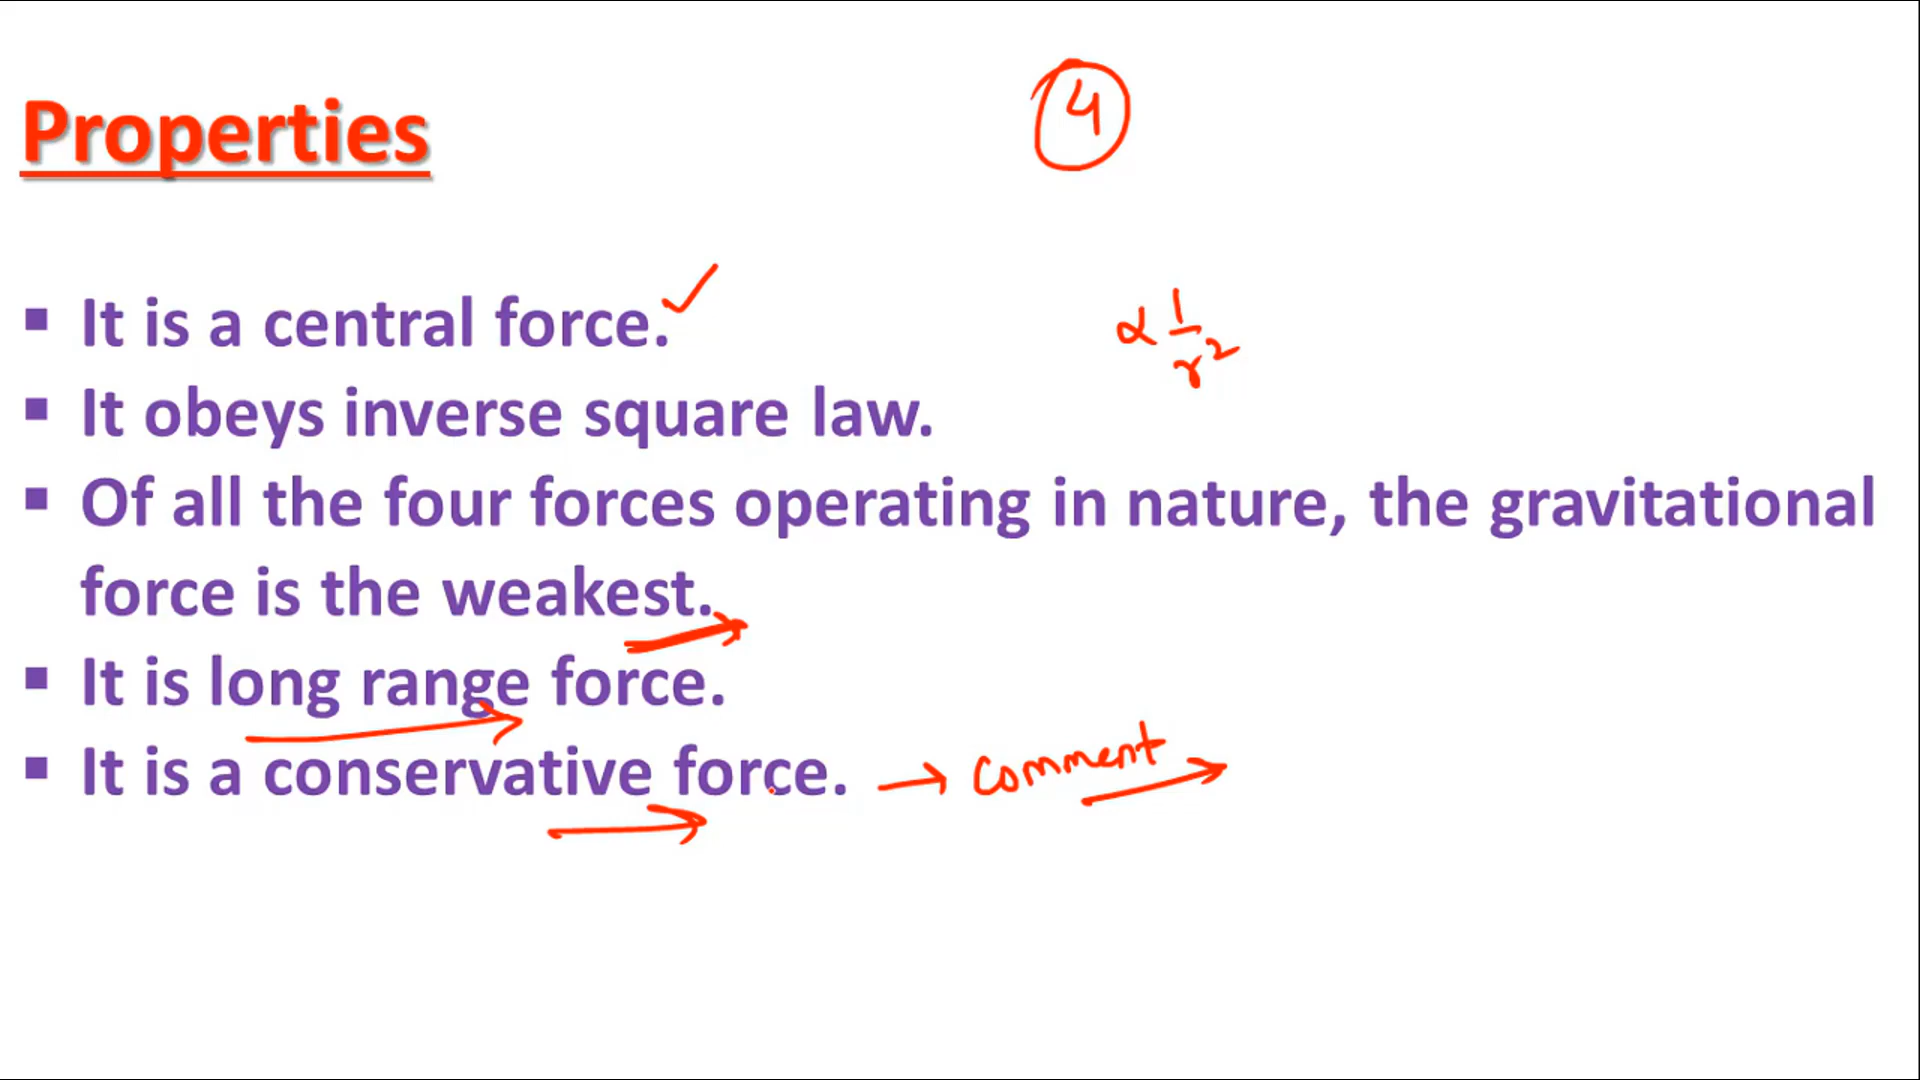 4
Properties
▪ It is a central force.
∝ 1/r²
▪ It obeys inverse square law.
▪ Of all the four forces operating in nature, the gravitational
force is the weakest.
▪ It is long range force.
▪ It is a conservative force. → comment